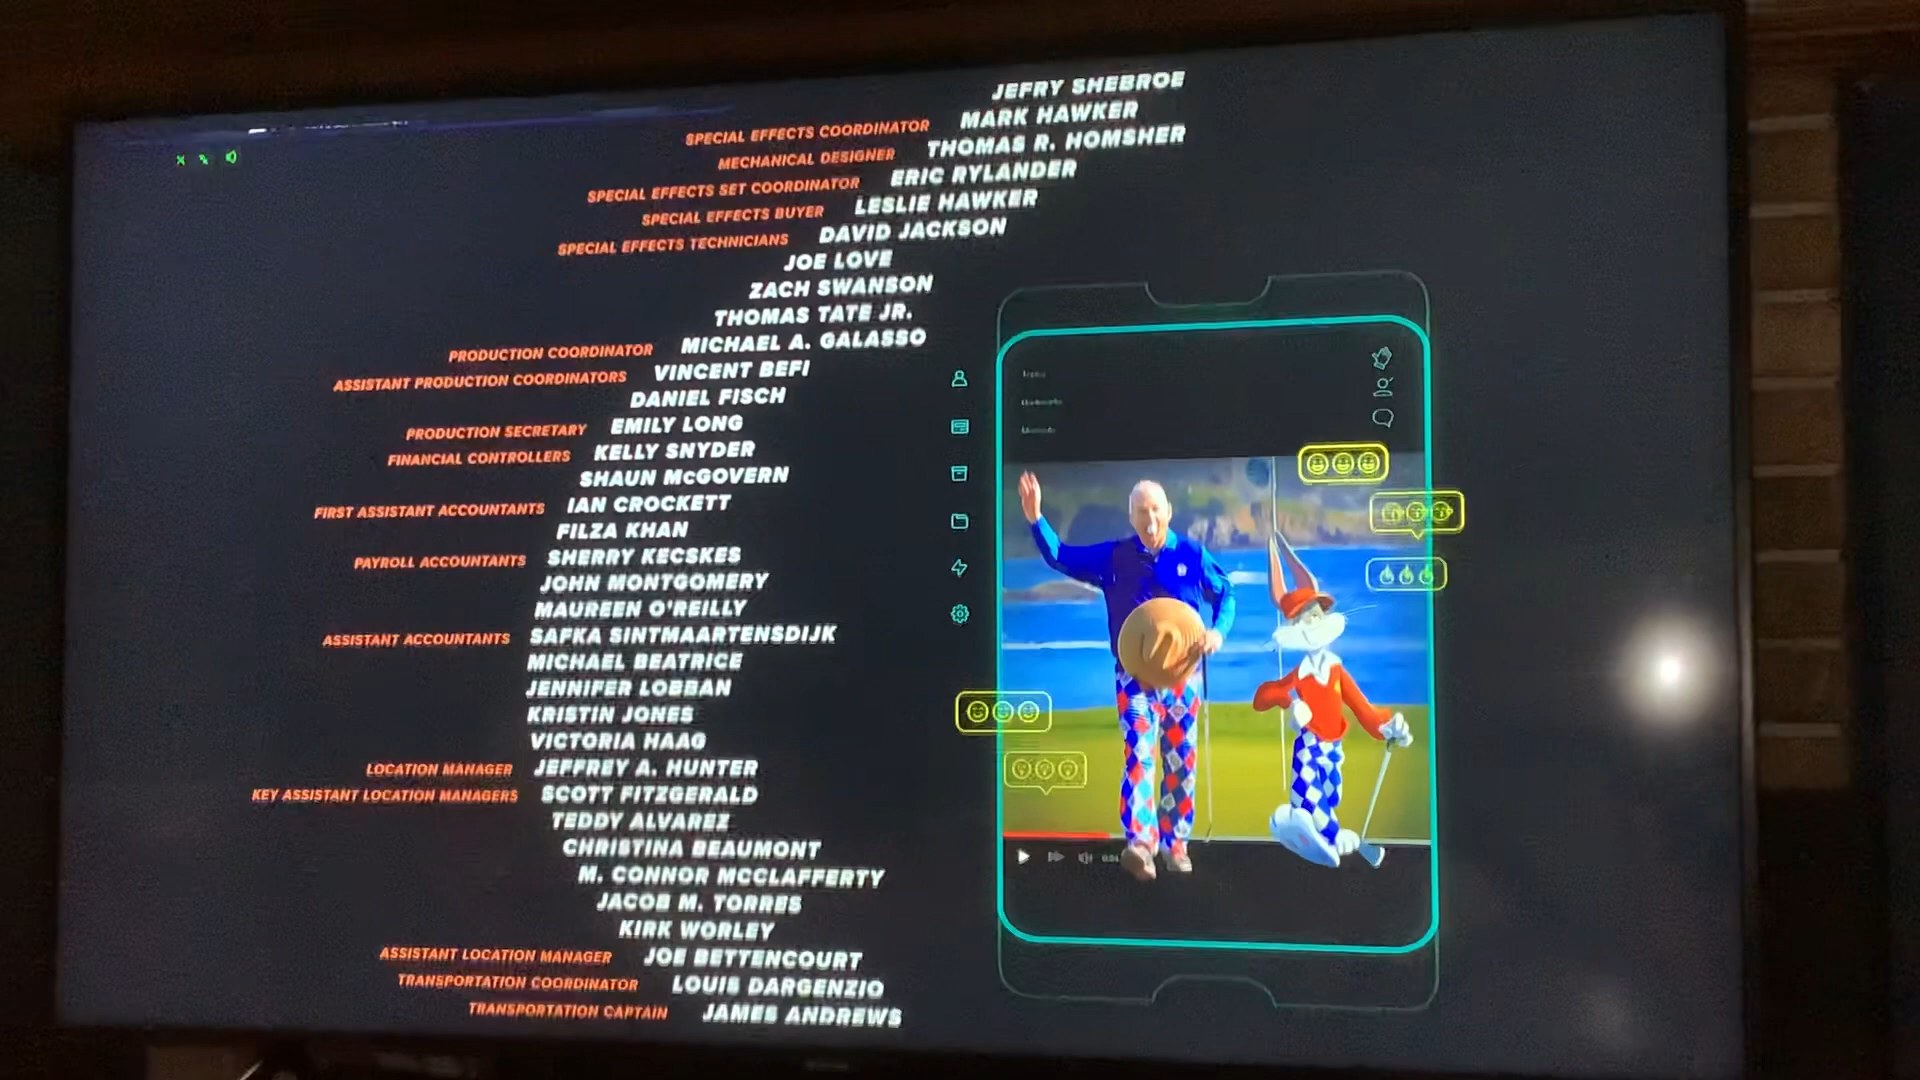 JEFRY SHEBROE
SPECIAL EFFECTS COORDINATOR MARK HAWKER
MECHANICAL DESIGNER THOMAS R. HOMSHER
SPECIAL EFFECTS SET COORDINATOR ERIC RYLANDER
SPECIAL EFFECTS BUYER LESLIE HAWKER
SPECIAL EFFECTS TECHNICIANS DAVID JACKSON
JOE LOVE
ZACH SWANSON
THOMAS TATE JR.
PRODUCTION COORDINATOR MICHAEL A. GALASSO
ASSISTANT PRODUCTION COORDINATORS VINCENT BEFI
DANIEL FISCH
PRODUCTION SECRETARY EMILY LONG
FINANCIAL CONTROLLERS KELLY SNYDER
SHAUN McGOVERN
FIRST ASSISTANT ACCOUNTANTS IAN CROCKETT
FILZA KHAN
PAYROLL ACCOUNTANTS SHERRY KECSKES
JOHN MONTGOMERY
MAUREEN O'REILLY
ASSISTANT ACCOUNTANTS SAFKA SINTMAARTENSDIJK
MICHAEL BEATRICE
JENNIFER LOBBAN
KRISTIN JONES
VICTORIA HAAG
LOCATION MANAGER JEFFREY A. HUNTER
KEY ASSISTANT LOCATION MANAGERS SCOTT FITZGERALD
TEDDY ALVAREZ
CHRISTINA BEAUMONT
M. CONNOR MCCLAFFERTY
JACOB M. TORRES
KIRK WORLEY
ASSISTANT LOCATION MANAGER JOE BETTENCOURT
TRANSPORTATION COORDINATOR LOUIS DARGENZIO
TRANSPORTATION CAPTAIN JAMES ANDREWS